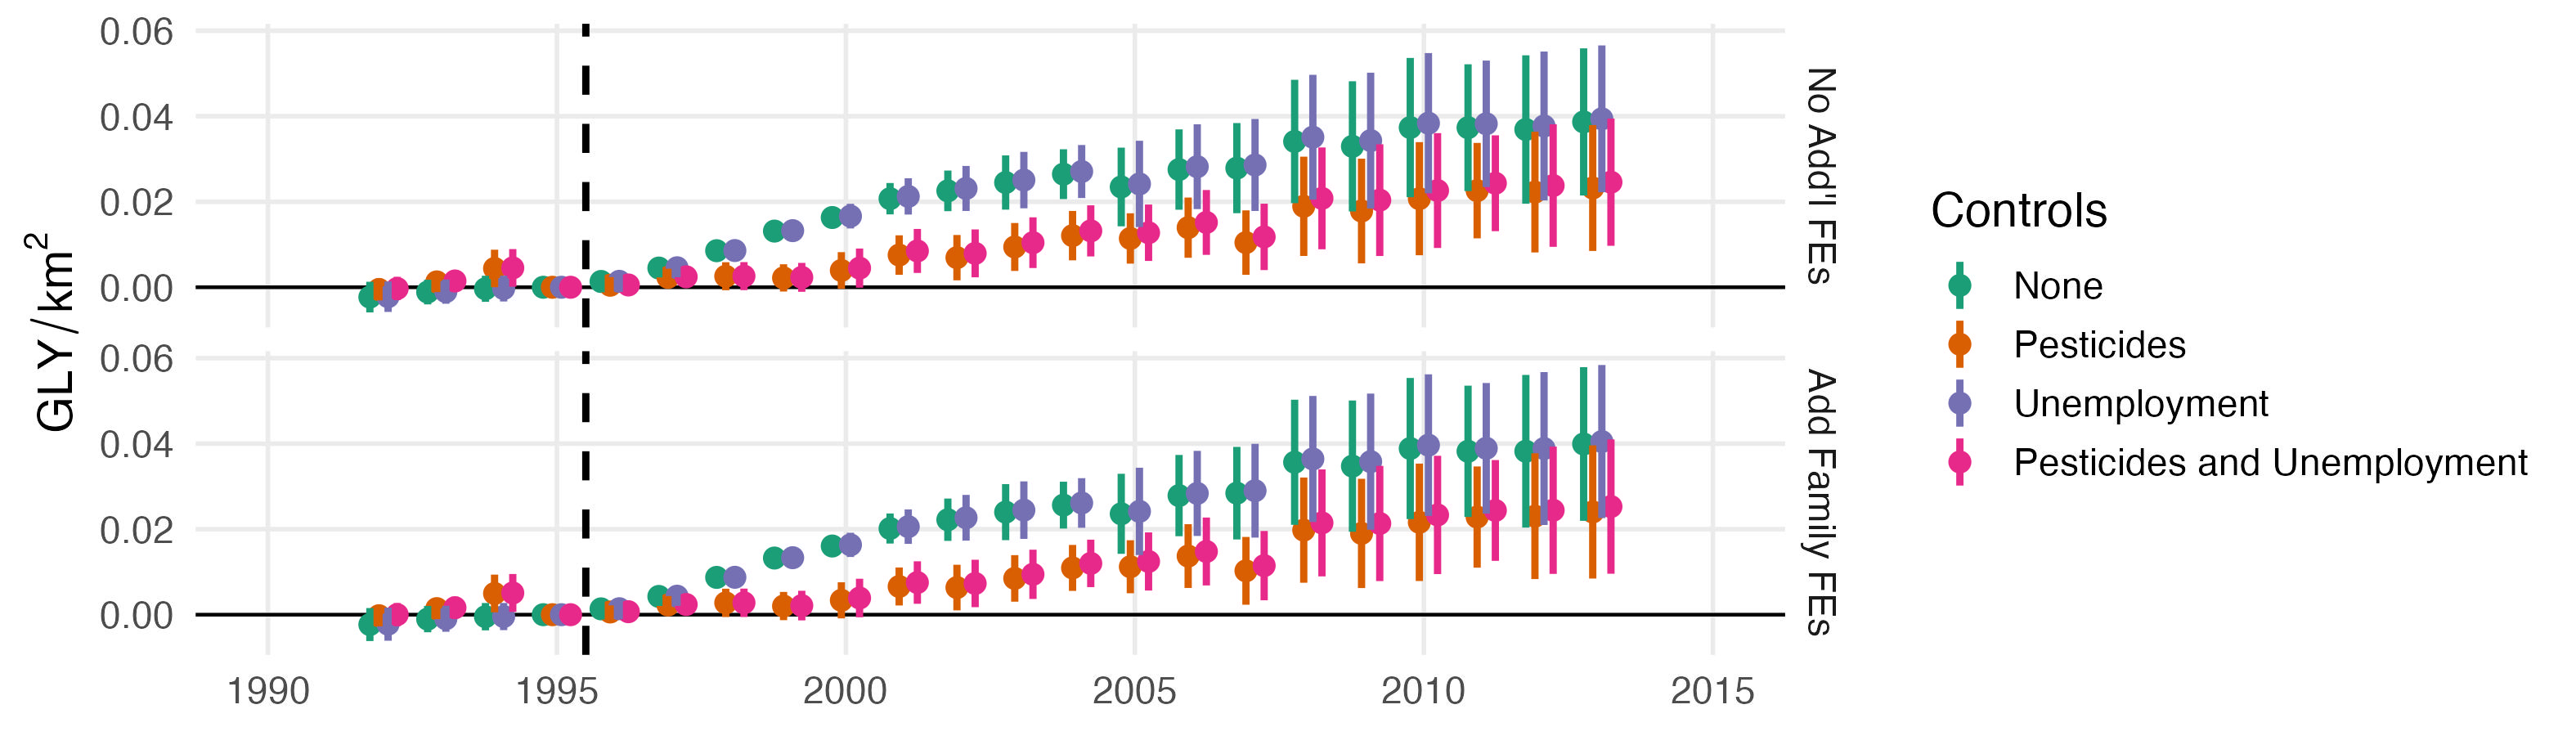 GLY/km²
0.06
0.04
0.02
0.00
No Add'l FEs
0.06
0.04
0.02
0.00
Add Family FEs
1990 1995 2000 2005 2010 2015
Controls
None
Pesticides
Unemployment
Pesticides and Unemployment